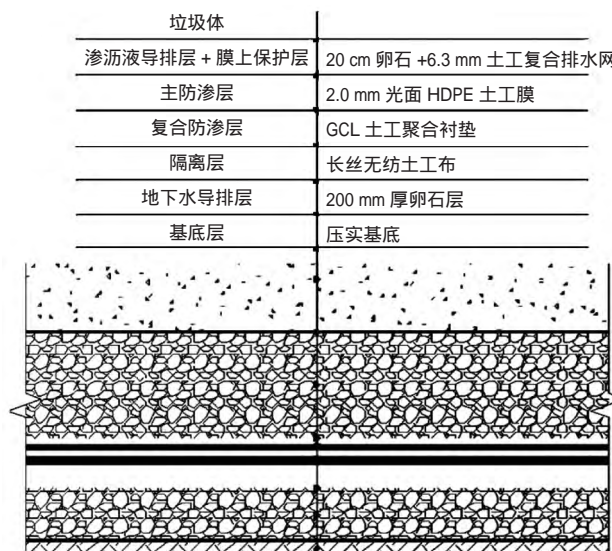 垃圾体
渗沥液导排层 + 膜上保护层 20 cm 卵石 +6.3 mm 土工复合排水网
主防渗层 2.0 mm 光面 HDPE 土工膜
复合防渗层 GCL 土工聚合衬垫
隔离层 长丝无纺土工布
地下水导排层 200 mm 厚卵石层
基底层 压实基底